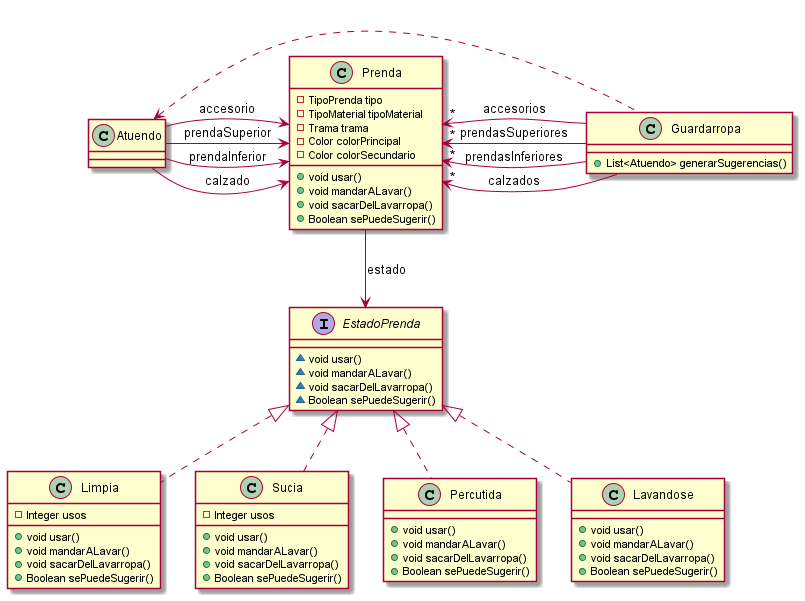 C Prenda
TipoPrenda tipo
TipoMaterial tipoMaterial
Trama trama
Color colorPrincipal
Color colorSecundario
void usar()
void mandarALavar()
void sacarDelLavarropa()
Boolean sePuedeSugerir()
C Atuendo
accesorio
prendaSuperior
prendaInferior
calzado
* accesorios
* prendasSuperiores
* prendasInferiores
* calzados
C Guardarropa
List<Atuendo> generarSugerencias()
estado
I EstadoPrenda
void usar()
void mandarALavar()
void sacarDelLavarropa()
Boolean sePuedeSugerir()
C Limpia
Integer usos
void usar()
void mandarALavar()
void sacarDelLavarropa()
Boolean sePuedeSugerir()
C Sucia
Integer usos
void usar()
void mandarALavar()
void sacarDelLavarropa()
Boolean sePuedeSugerir()
C Percutida
void usar()
void mandarALavar()
void sacarDelLavarropa()
Boolean sePuedeSugerir()
C Lavandose
void usar()
void mandarALavar()
void sacarDelLavarropa()
Boolean sePuedeSugerir()